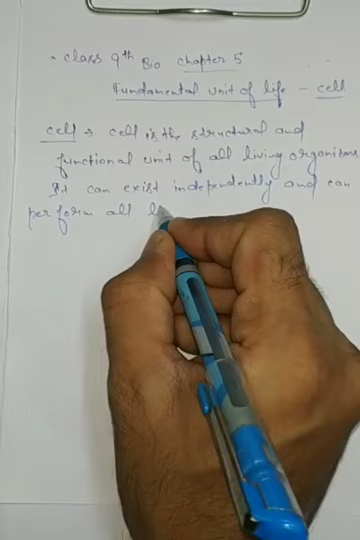 class 9th Bio chapter 5
Fundamental unit of life - cell
cell → cell is the structural and
functional unit of all living organisms
It can exist independently and can
perform all l